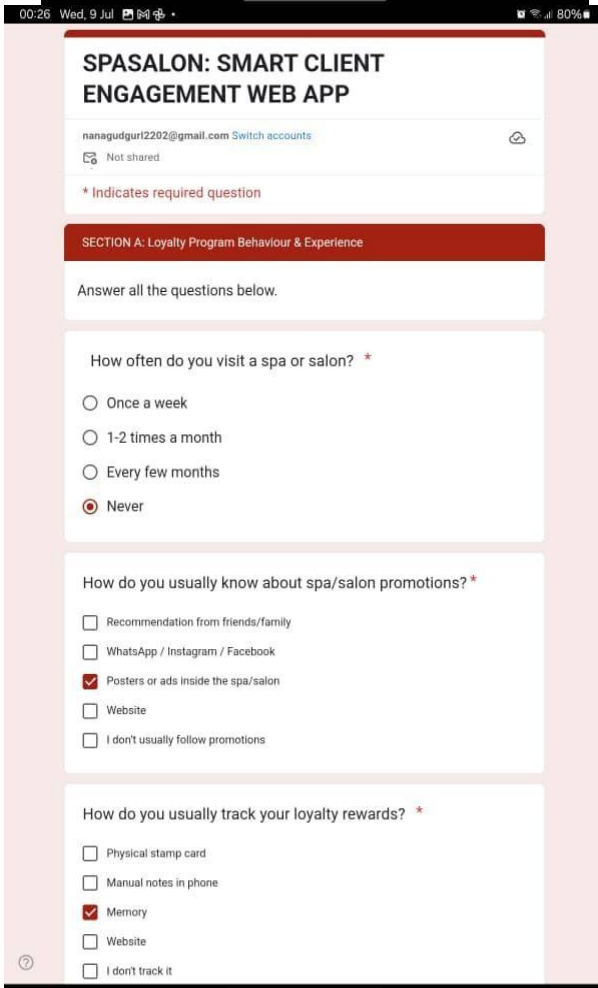 00:26 Wed, 9 Jul
80%
SPASALON: SMART CLIENT
ENGAGEMENT WEB APP
nanagudgurl2202@gmail.com Switch accounts
Not shared
* Indicates required question
SECTION A: Loyalty Program Behaviour & Experience
Answer all the questions below.
How often do you visit a spa or salon? *
Once a week
1-2 times a month
Every few months
Never
How do you usually know about spa/salon promotions? *
Recommendation from friends/family
WhatsApp / Instagram / Facebook
Posters or ads inside the spa/salon
Website
I don't usually follow promotions
How do you usually track your loyalty rewards? *
Physical stamp card
Manual notes in phone
Memory
Website
I don't track it